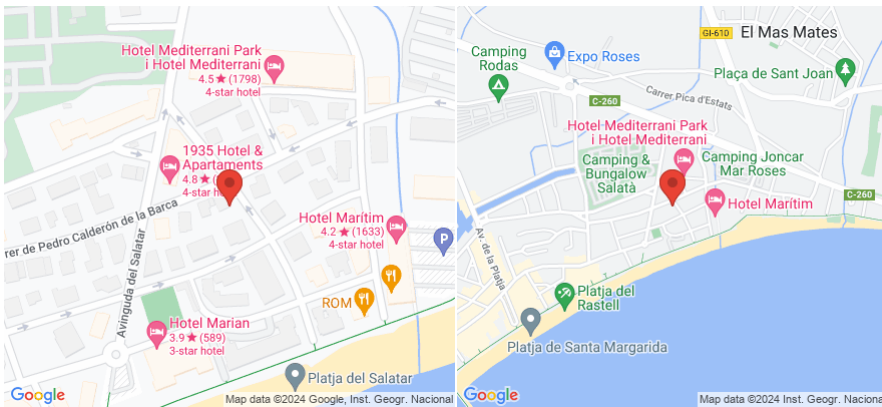 Hotel Mediterrani Park
i Hotel Mediterrani
4.5★(1798)
4-star hotel
1935 Hotel &
Apartaments
4.8★(
4-star h
rer de Pedro Calderón de la Barca
Avinguda del Salatar
Hotel Marítim
4.2★(1633)
4-star hotel
P
ROM
Hotel Marian
3.9★(589)
3-star hotel
Platja del Salatar
Google
Map data ©2024 Google, Inst. Geogr. Nacional
GI-610
El Mas Mates
Camping
Rodas
Expo Roses
Plaça de Sant Joan
C-260
Carrer Pica d'Estats
Hotel Mediterrani Park
i Hotel Mediterrani
Camping &
Bungalow
Salatà
Camping Joncar
Mar Roses
C-260
Hotel Marítim
Av. de la Platja
Platja del
Rastell
Platja de Santa Margarida
Google
Map data ©2024 Google, Inst. Geogr. Nacional